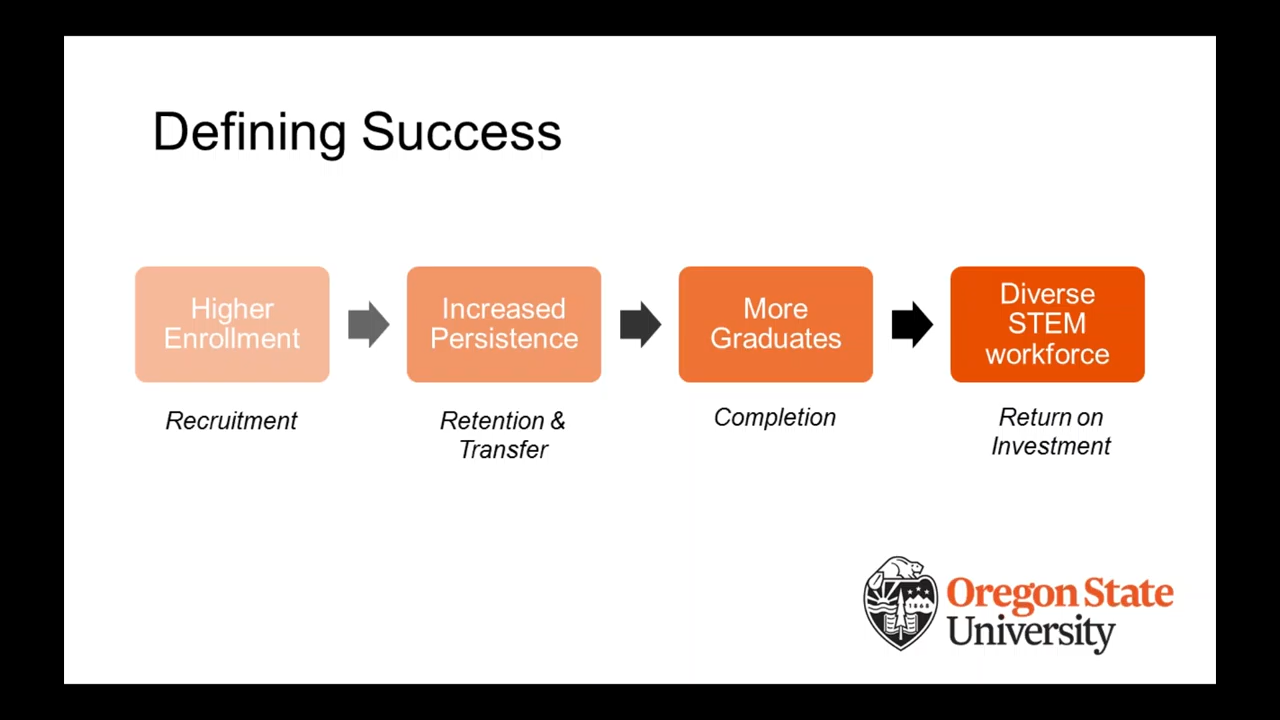 Defining Success
Higher
Enrollment
Increased
Persistence
More
Graduates
Diverse
STEM
workforce
Recruitment
Retention &
Transfer
Completion
Return on
Investment
1868
Oregon State
University